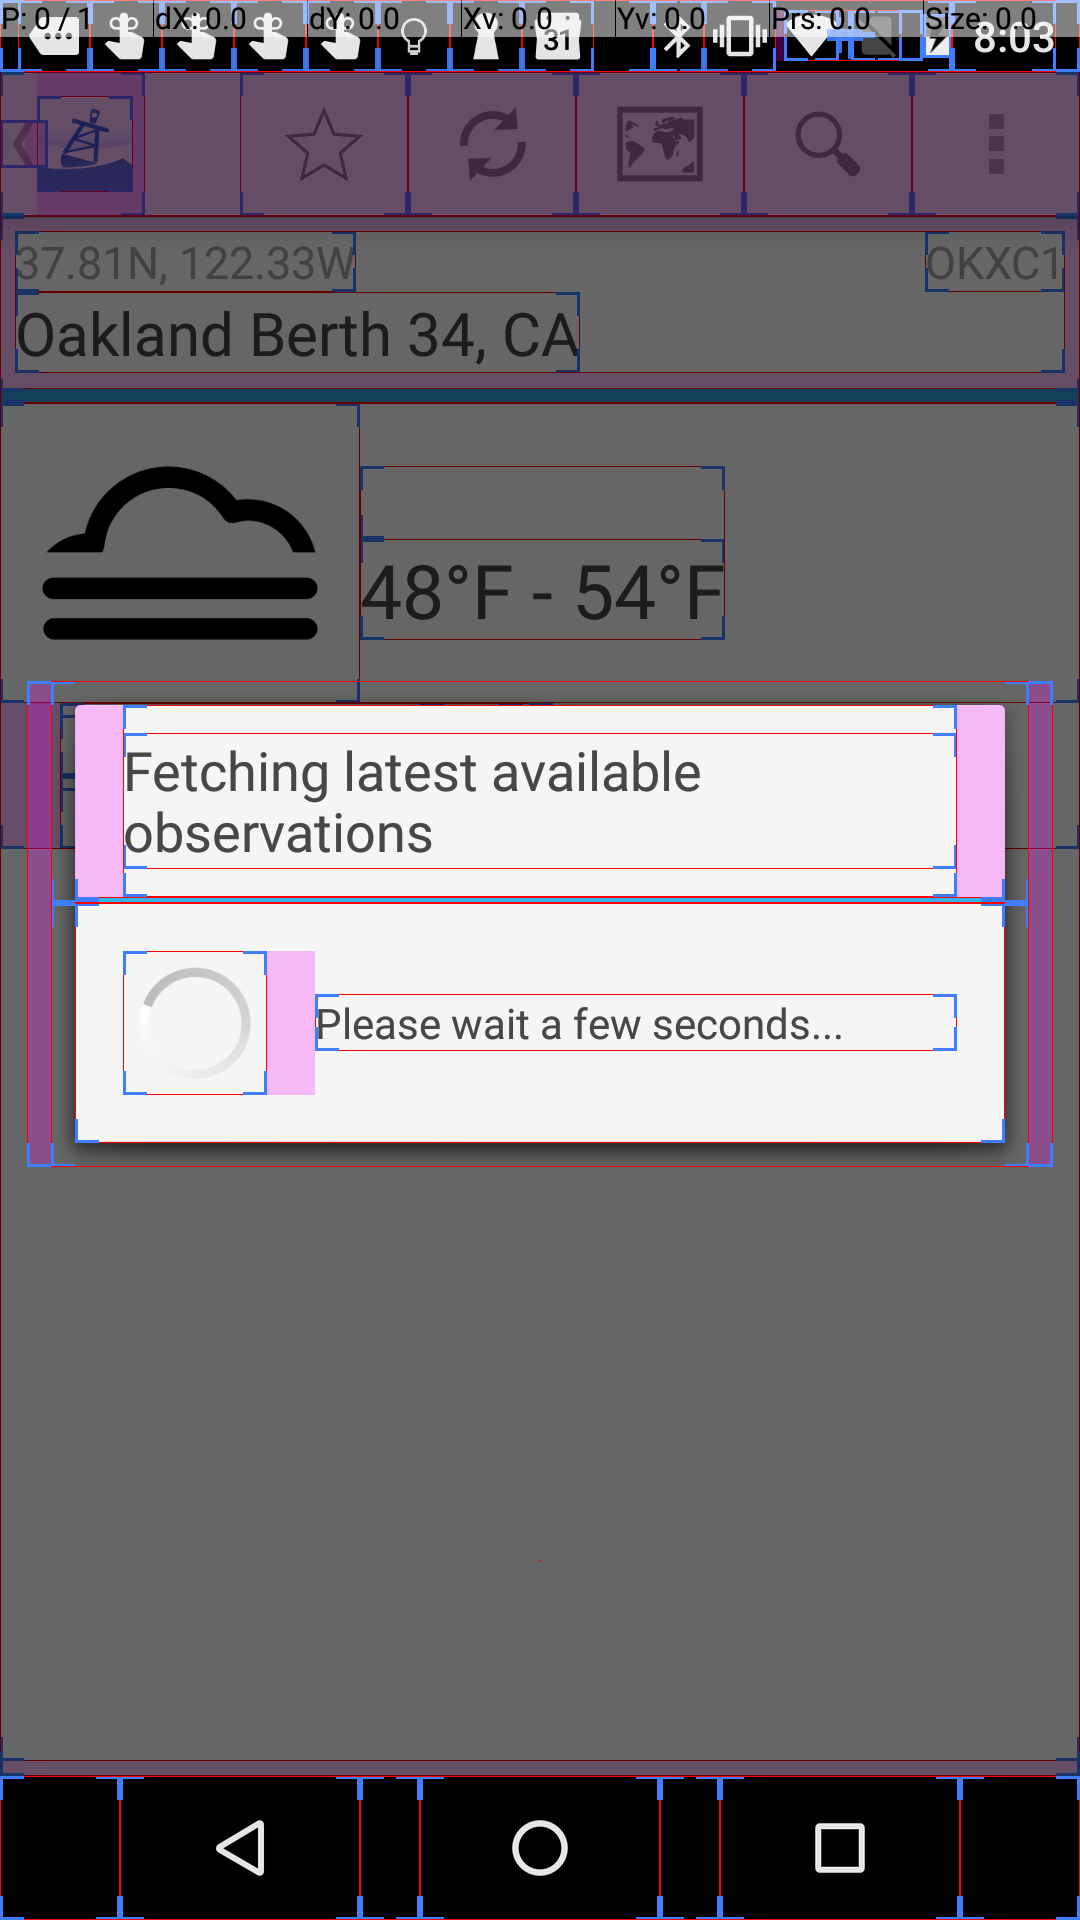 P: 0 / 1 dX: 0.0 dY: 0.0 Xv: 0.0 Yv: 0.0 Prs: 0.0 Size: 0.0
31 8:03
37.81N, 122.33W OKXC1
Oakland Berth 34, CA
48°F - 54°F
Fetching latest available
observations
Please wait a few seconds...